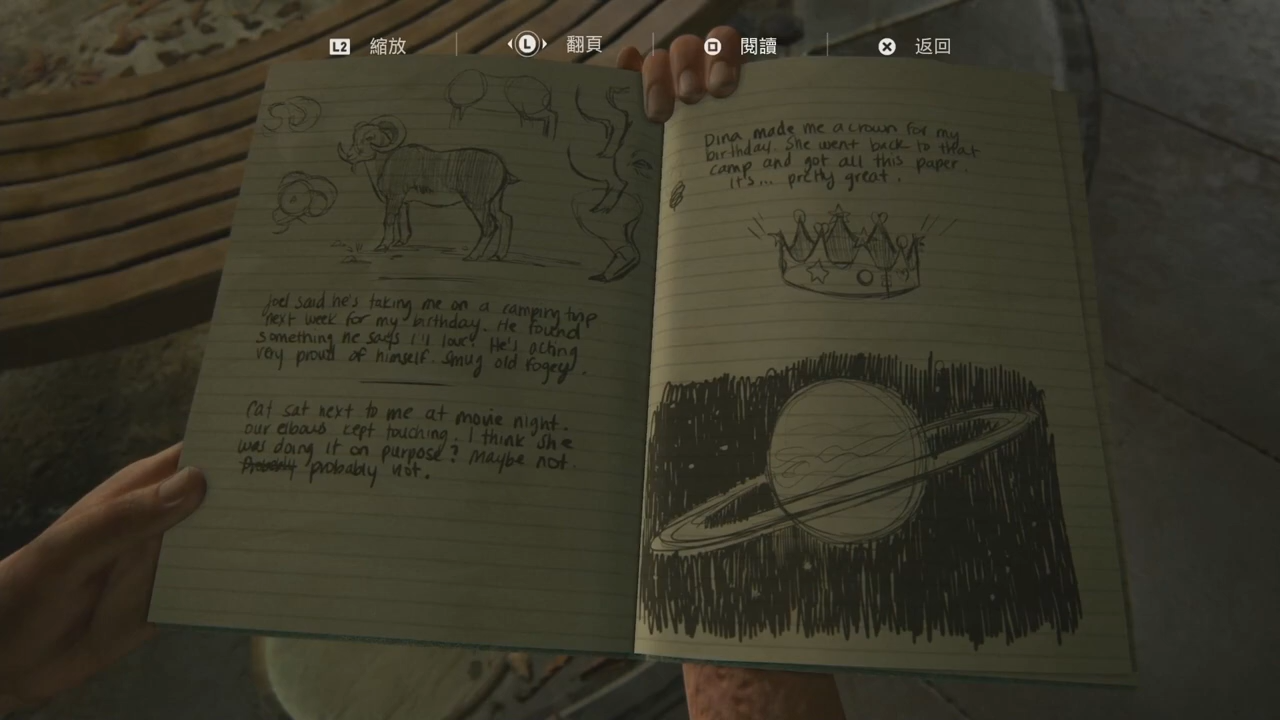 L2 縮放
L 翻頁
閱讀
返回
Joel said he's taking me on a camping trip
next week for my birthday. He found
something he says I'll love. He's acting
very proud of himself. Smug old fogey.
Cat sat next to me at movie night.
our elbows kept touching. I think she
was doing it on purpose? Maybe not.
probably not.
Dina made me a crown for my
birthday. She went back to that
camp and got all this paper.
it's... pretty great.